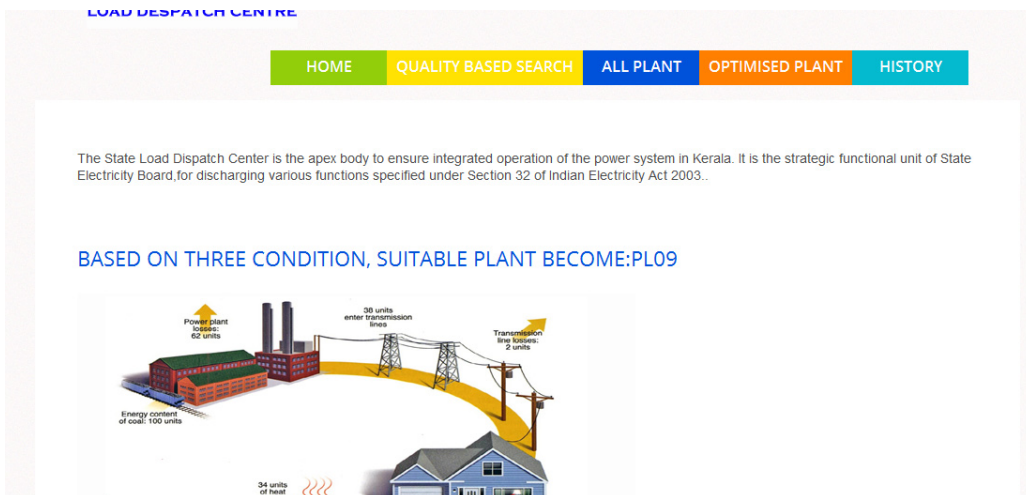 LOAD DESPATCH CENTRE
HOME
QUALITY BASED SEARCH
ALL PLANT
OPTIMISED PLANT
HISTORY
The State Load Dispatch Center is the apex body to ensure integrated operation of the power system in Kerala. It is the strategic functional unit of State
Electricity Board,for discharging various functions specified under Section 32 of Indian Electricity Act 2003..
BASED ON THREE CONDITION, SUITABLE PLANT BECOME:PL09
Power plant
losses:
62 units
38 units
enter transmission
lines
Transmission
line losses:
2 units
Energy content
of coal: 100 units
34 units
of heat